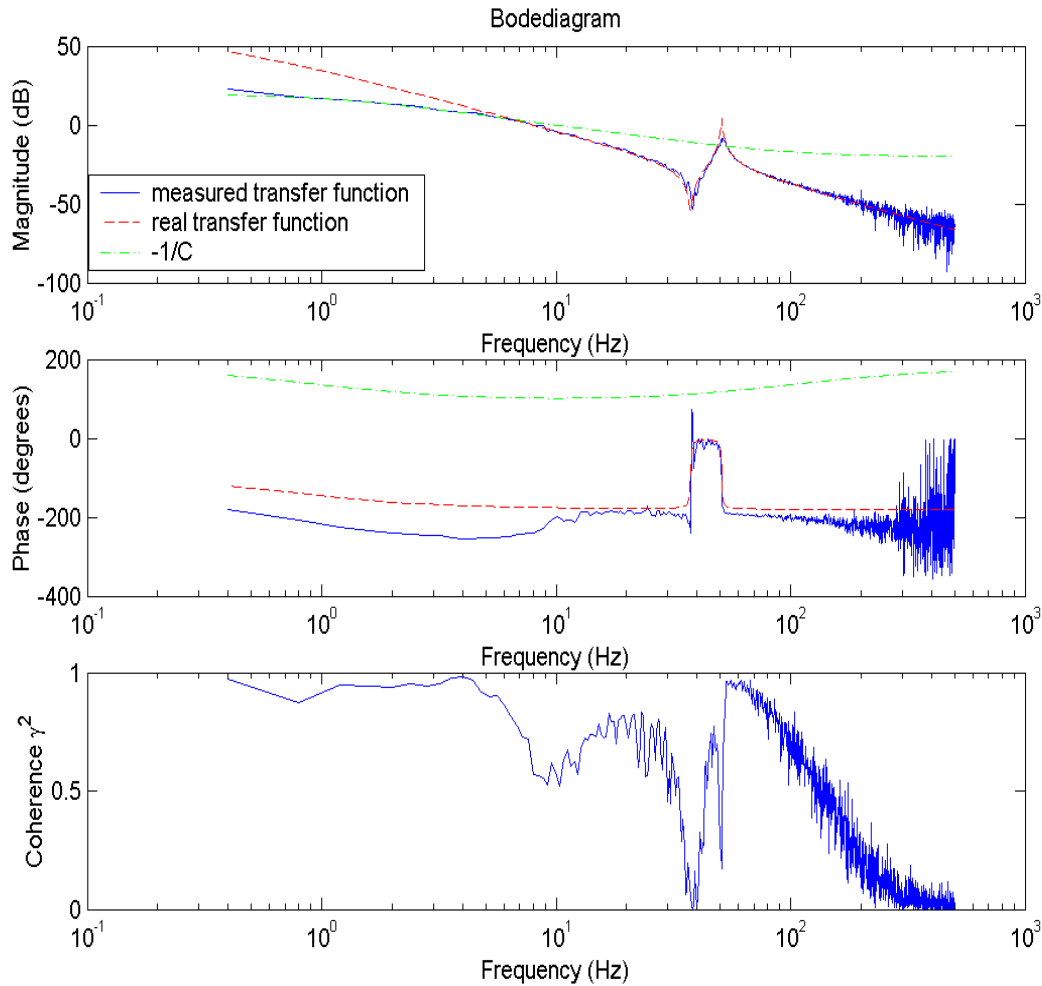 Bodediagram
50
0
-50
-100
Magnitude (dB)
measured transfer function
real transfer function
-1/C
10^-1
10^0
10^1
10^2
10^3
Frequency (Hz)
200
0
-200
-400
Phase (degrees)
10^-1
10^0
10^1
10^2
10^3
Frequency (Hz)
1
0.5
0
Coherence γ^2
10^-1
10^0
10^1
10^2
10^3
Frequency (Hz)